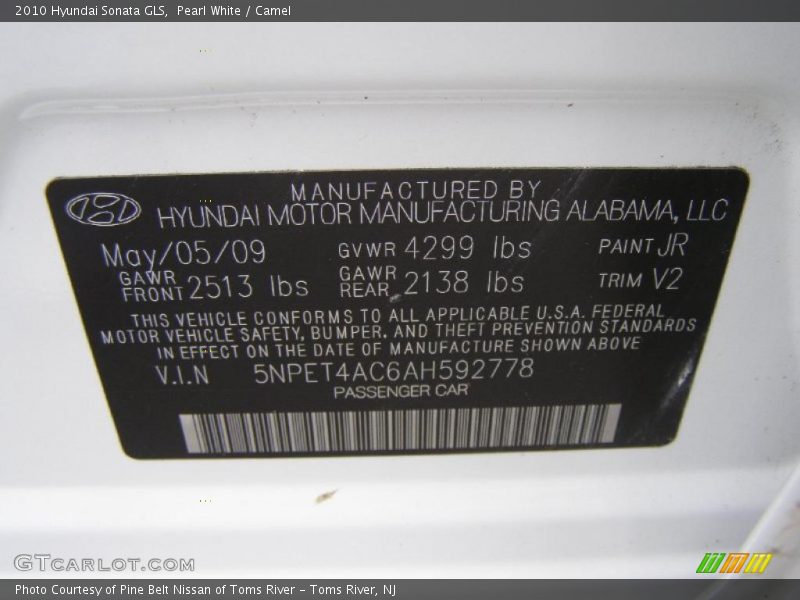 2010 Hyundai Sonata GLS, Pearl White / Camel
MANUFACTURED BY
HYUNDAI MOTOR MANUFACTURING ALABAMA, LLC
May/05/09 GVWR 4299 lbs PAINT JR
GAWR FRONT 2513 lbs GAWR REAR 2138 lbs TRIM V2
THIS VEHICLE CONFORMS TO ALL APPLICABLE U.S.A. FEDERAL
MOTOR VEHICLE SAFETY, BUMPER, AND THEFT PREVENTION STANDARDS
IN EFFECT ON THE DATE OF MANUFACTURE SHOWN ABOVE
V.I.N 5NPET4AC6AH592778
PASSENGER CAR
GTCarLot.com
Photo Courtesy of Pine Belt Nissan of Toms River – Toms River, NJ